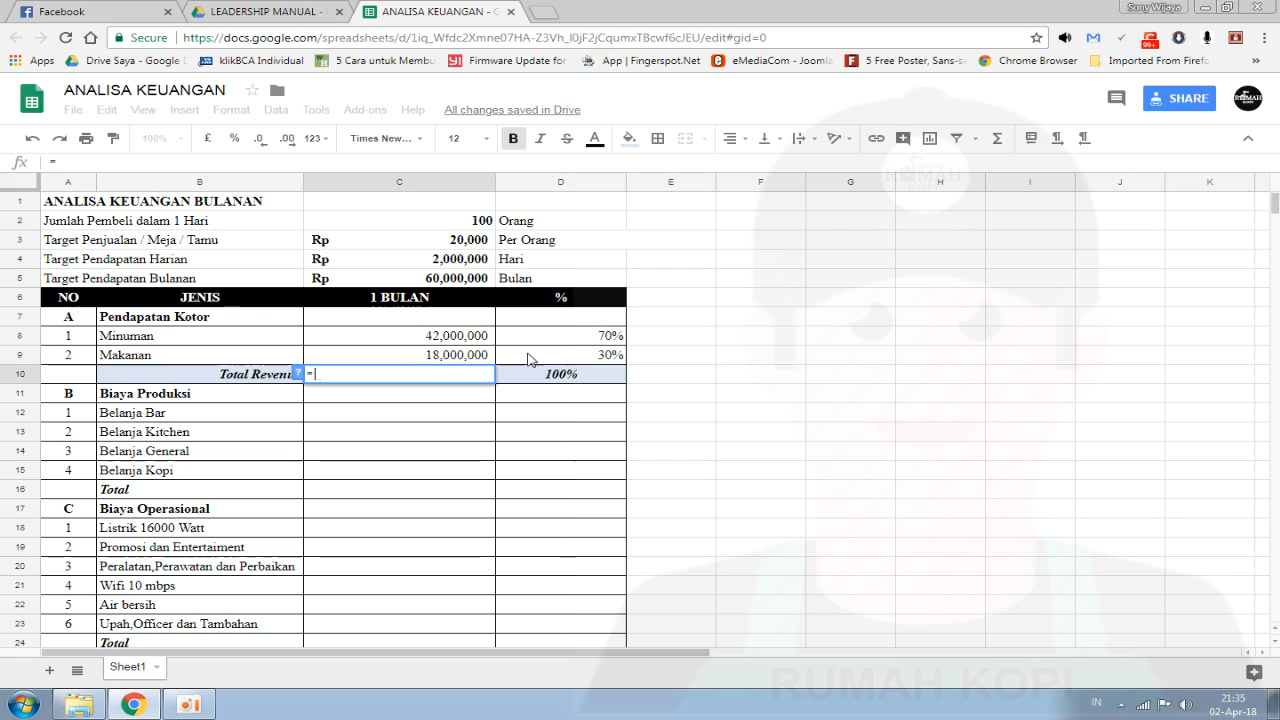 Facebook
LEADERSHIP MANUAL -
ANALISA KEUANGAN - G
Sony Wijaya
Secure
https://docs.google.com/spreadsheets/d/1iq_Wfdc2Xmne07HA-Z3Vh_l0jF2jCqumxTBcwf6cJEU/edit#gid=0
Apps
Drive Saya - Google
klikBCA Individual
5 Cara untuk Membu
Firmware Update for
App | Fingerspot.Net
eMediaCom – Jooml
5 Free Poster, Sans-s
Chrome Browser
Imported From Firef
»
ANALISA KEUANGAN
File Edit View Insert Format Data Tools Add-ons Help All changes saved in Drive
SHARE
100% £ % .0 .00 123 Times New... 12 B I S A
fx =
A B C D E F G H I J K
1 ANALISA KEUANGAN BULANAN
2 Jumlah Pembeli dalam 1 Hari 100 Orang
3 Target Penjualan / Meja / Tamu Rp 20,000 Per Orang
4 Target Pendapatan Harian Rp 2,000,000 Hari
5 Target Pendapatan Bulanan Rp 60,000,000 Bulan
6 NO JENIS 1 BULAN %
7 A Pendapatan Kotor
8 1 Minuman 42,000,000 70%
9 2 Makanan 18,000,000 30%
10 Total Revenu ? = 100%
11 B Biaya Produksi
12 1 Belanja Bar
13 2 Belanja Kitchen
14 3 Belanja General
15 4 Belanja Kopi
16 Total
17 C Biaya Operasional
18 1 Listrik 16000 Watt
19 2 Promosi dan Entertaiment
20 3 Peralatan,Perawatan dan Perbaikan
21 4 Wifi 10 mbps
22 5 Air bersih
23 6 Upah,Officer dan Tambahan
24 Total
Sheet1
RUMAH KOPI
IN
21:35
02-Apr-18